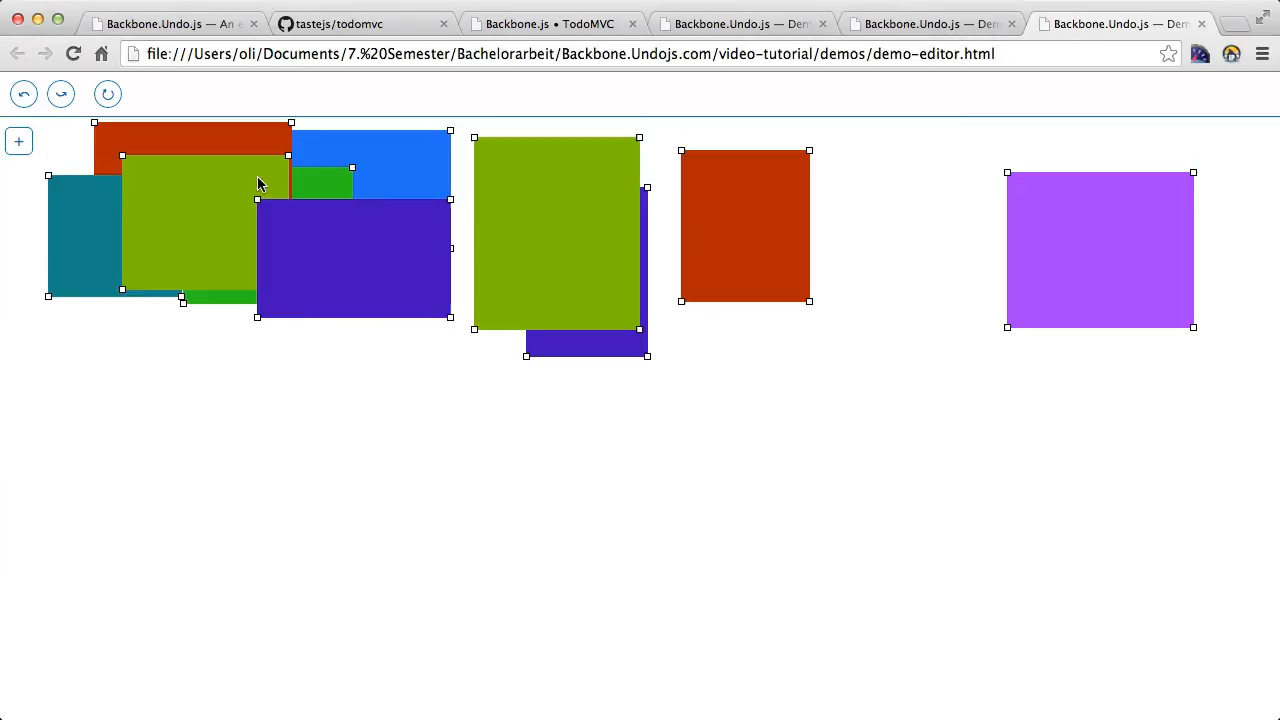 Backbone.Undo.js — An e
tastejs/todomvc
Backbone.js • TodoMVC
Backbone.Undo.js — Dem
Backbone.Undo.js — Dem
Backbone.Undo.js — Dem
file:///Users/oli/Documents/7.%20Semester/Bachelorarbeit/Backbone.Undojs.com/video-tutorial/demos/demo-editor.html